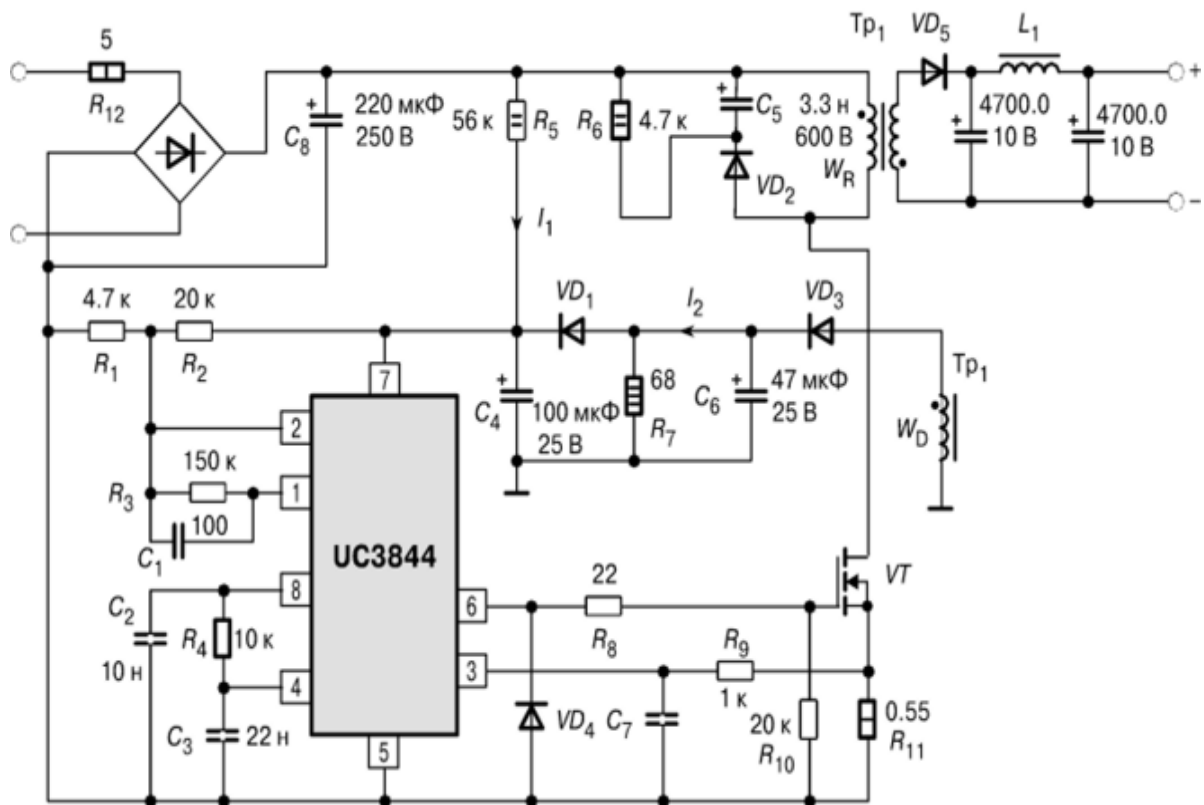 5
R12
C8
+
220 мкФ
250 В
56 к
R5
I1
R6
4.7 к
+
C5
VD2
3.3 н
600 В
WR
Тр1
VD5
L1
+
4700.0
10 В
+
4700.0
10 В
+
–
4.7 к
R1
20 к
R2
VD1
I2
VD3
+
C4
100 мкФ
25 В
68
R7
+
C6
47 мкФ
25 В
Тр1
WD
7
2
150 к
R3
1
100
C1
UC3844
C2
10 н
8
R4
10 к
4
C3
22 н
5
6
22
R8
VT
3
R9
1 к
VD4
C7
20 к
R10
0.55
R11